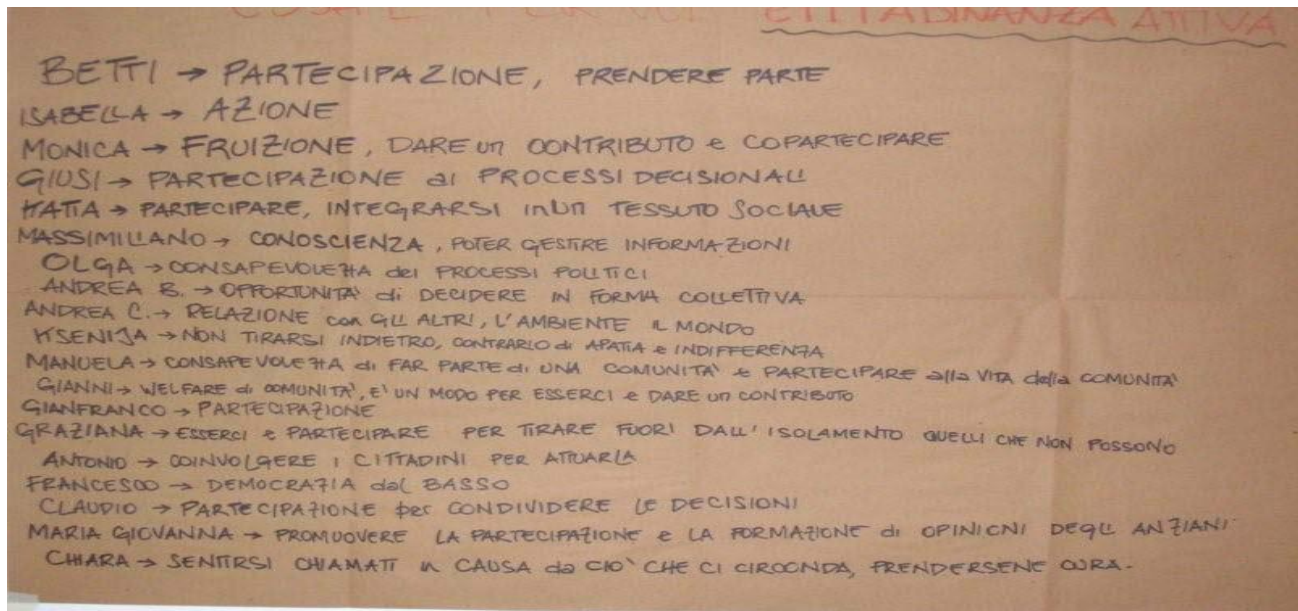 COSA E' PER VOI CITTADINANZA ATTIVA
BETTI → PARTECIPAZIONE, PRENDERE PARTE
ISABELLA → AZIONE
MONICA → FRUIZIONE, DARE un CONTRIBUTO e COPARTECIPARE
GIUSI → PARTECIPAZIONE ai PROCESSI DECISIONALI
KATIA → PARTECIPARE, INTEGRARSI in un TESSUTO SOCIALE
MASSIMILIANO → CONOSCIENZA, POTER GESTIRE INFORMAZIONI
OLGA → CONSAPEVOLEZZA dei PROCESSI POLITICI
ANDREA B. → OPPORTUNITA' di DECIDERE IN FORMA COLLETTIVA
ANDREA C. → RELAZIONE con GLI ALTRI, L'AMBIENTE IL MONDO
KSENIJA → NON TIRARSI INDIETRO, CONTRARIO di APATIA e INDIFFERENZA
MANUELA → CONSAPEVOLEZZA di FAR PARTE di UNA COMUNITA' e PARTECIPARE alla VITA della COMUNITA'
GIANNI → WELFARE di COMUNITA', E' UN MODO PER ESSERCI e DARE un CONTRIBUTO
GIANFRANCO → PARTECIPAZIONE
GRAZIANA → ESSERCI e PARTECIPARE PER TIRARE FUORI DALL'ISOLAMENTO QUELLI CHE NON POSSONO
ANTONIO → COINVOLGERE I CITTADINI PER ATTUARLA
FRANCESCO → DEMOCRAZIA dal BASSO
CLAUDIO → PARTECIPAZIONE per CONDIVIDERE LE DECISIONI
MARIA GIOVANNA → PROMUOVERE LA PARTECIPAZIONE e LA FORMAZIONE di OPINIONI DEGLI ANZIANI
CHIARA → SENTIRSI CHIAMATI in CAUSA da CIO' CHE CI CIRCONDA, PRENDERSENE CURA.